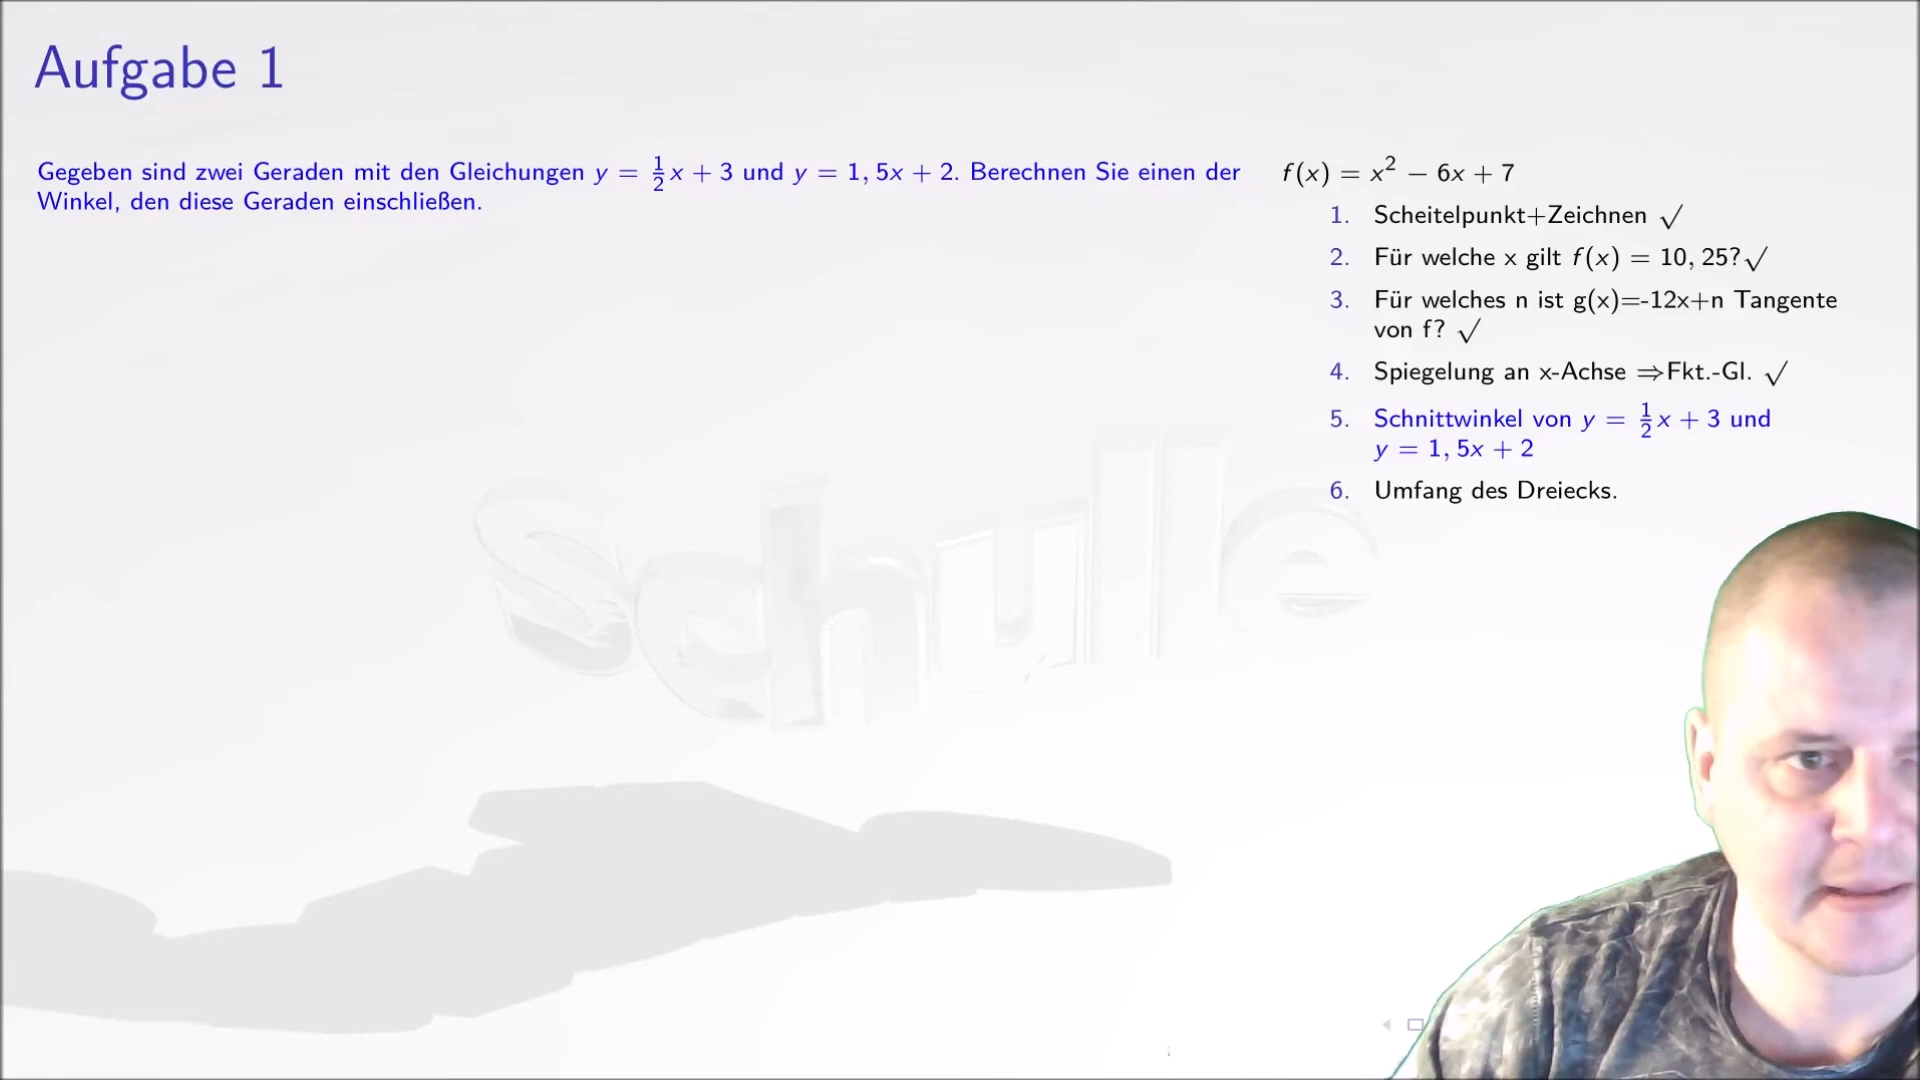 Aufgabe 1
Gegeben sind zwei Geraden mit den Gleichungen y = 1/2 x + 3 und y = 1, 5x + 2. Berechnen Sie einen der
Winkel, den diese Geraden einschließen.
f(x) = x² − 6x + 7
1. Scheitelpunkt+Zeichnen √
2. Für welche x gilt f(x) = 10, 25?√
3. Für welches n ist g(x)=-12x+n Tangente
von f? √
4. Spiegelung an x-Achse ⇒Fkt.-Gl. √
5. Schnittwinkel von y = 1/2 x + 3 und
y = 1, 5x + 2
6. Umfang des Dreiecks.
Schule